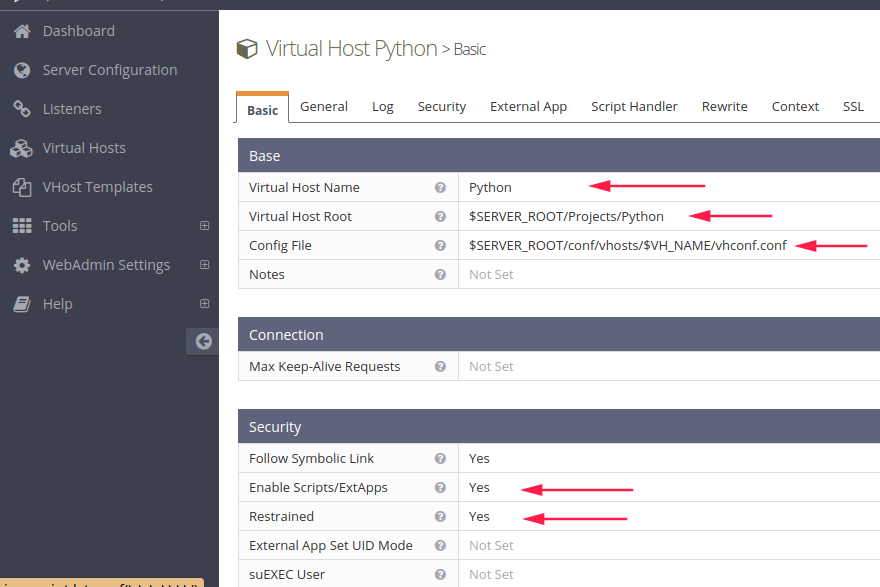 Dashboard
Server Configuration
Listeners
Virtual Hosts
VHost Templates
Tools
WebAdmin Settings
Help
Virtual Host Python > Basic
Basic General Log Security External App Script Handler Rewrite Context SSL
Base
Virtual Host Name ? Python
Virtual Host Root ? $SERVER_ROOT/Projects/Python
Config File ? $SERVER_ROOT/conf/vhosts/$VH_NAME/vhconf.conf
Notes ? Not Set
Connection
Max Keep-Alive Requests ? Not Set
Security
Follow Symbolic Link ? Yes
Enable Scripts/ExtApps ? Yes
Restrained ? Yes
External App Set UID Mode ? Not Set
suEXEC User ? Not Set